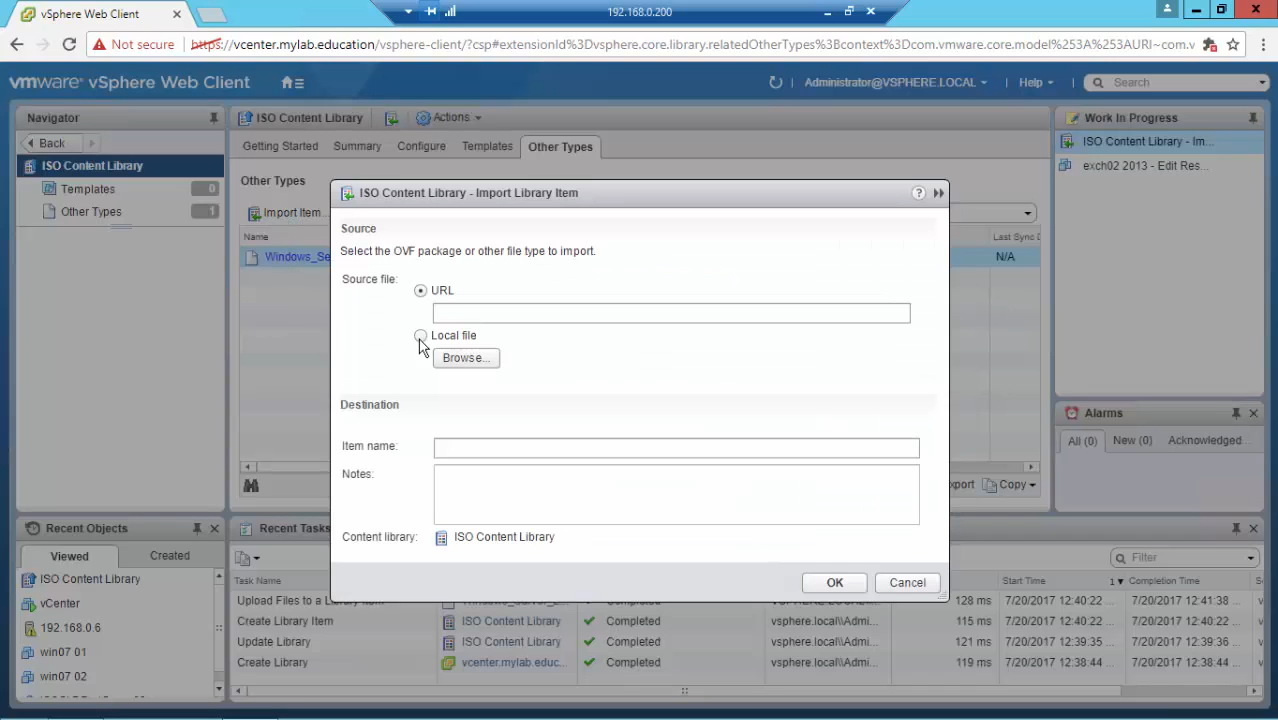 vSphere Web Client
192.168.0.200
Not secure
https://vcenter.mylab.education/vsphere-client/?csp#extensionId%3Dvsphere.core.library.relatedOtherTypes%3Bcontext%3Dcom.vmware.core.model%253A%253AURI~com.v
vmware® vSphere Web Client
Administrator@VSPHERE.LOCAL
Help
Search
Navigator
ISO Content Library
Actions
Work In Progress
Back
Getting Started
Summary
Configure
Templates
Other Types
ISO Content Library - Im...
ISO Content Library
exch02 2013 - Edit Res...
Templates
0
Other Types
Other Types
1
Import Item...
ISO Content Library - Import Library Item
Name
Last Sync D
Windows_Se
N/A
Source
Select the OVF package or other file type to import.
Source file:
URL
Local file
Browse...
Destination
Item name:
Notes:
Content library:
ISO Content Library
OK
Cancel
Alarms
All (0)
New (0)
Acknowledged...
xport
Copy
Recent Objects
Viewed
Created
ISO Content Library
vCenter
192.168.0.6
win07 01
win07 02
Recent Tasks
Filter
Task Name
Start Time
1
Completion Time
Upload Files to a Library Item
Completed
128 ms
7/20/2017 12:40:22 ...
7/20/2017 12:41:38 ...
Create Library Item
ISO Content Library
Completed
vsphere.local\\Admi...
115 ms
7/20/2017 12:40:22 ...
7/20/2017 12:40:22 ...
Update Library
ISO Content Library
Completed
vsphere.local\\Admi...
121 ms
7/20/2017 12:39:35 ...
7/20/2017 12:39:36 ...
Create Library
vcenter.mylab.educ...
Completed
vsphere.local\\Admi...
119 ms
7/20/2017 12:38:44 ...
7/20/2017 12:38:44 ...